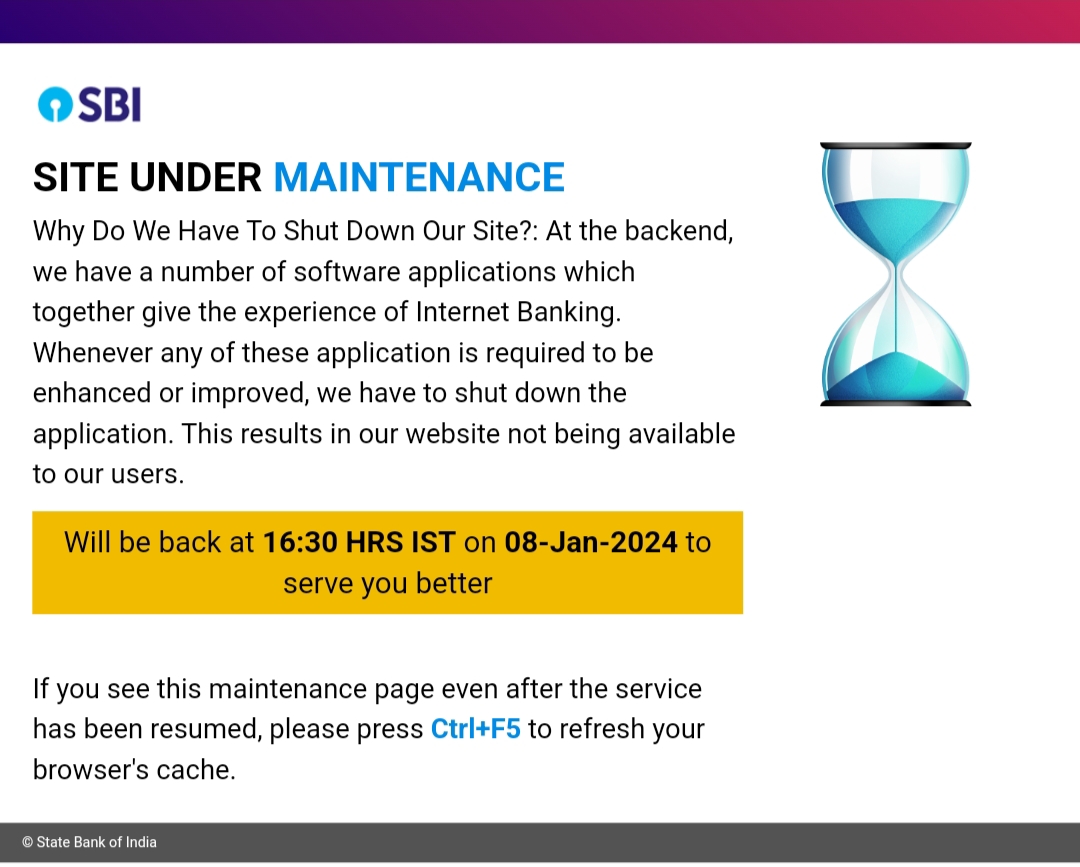 SBI
SITE UNDER MAINTENANCE
Why Do We Have To Shut Down Our Site?: At the backend,
we have a number of software applications which
together give the experience of Internet Banking.
Whenever any of these application is required to be
enhanced or improved, we have to shut down the
application. This results in our website not being available
to our users.
Will be back at 16:30 HRS IST on 08-Jan-2024 to
serve you better
If you see this maintenance page even after the service
has been resumed, please press Ctrl+F5 to refresh your
browser's cache.
© State Bank of India